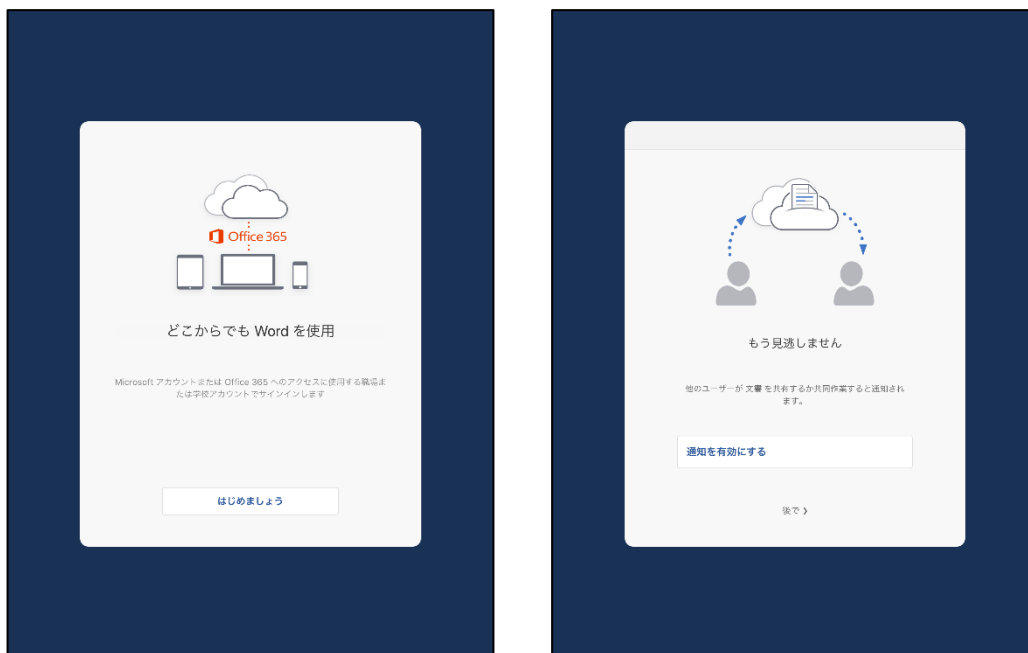 Office 365
どこからでも Word を使用
Microsoft アカウントまたは Office 365 へのアクセスに使用する職場ま
たは学校アカウントでサインインします
はじめましょう
もう見逃しません
他のユーザーが 文書 を共有するか共同作業すると通知され
ます。
通知を有効にする
後で ❯